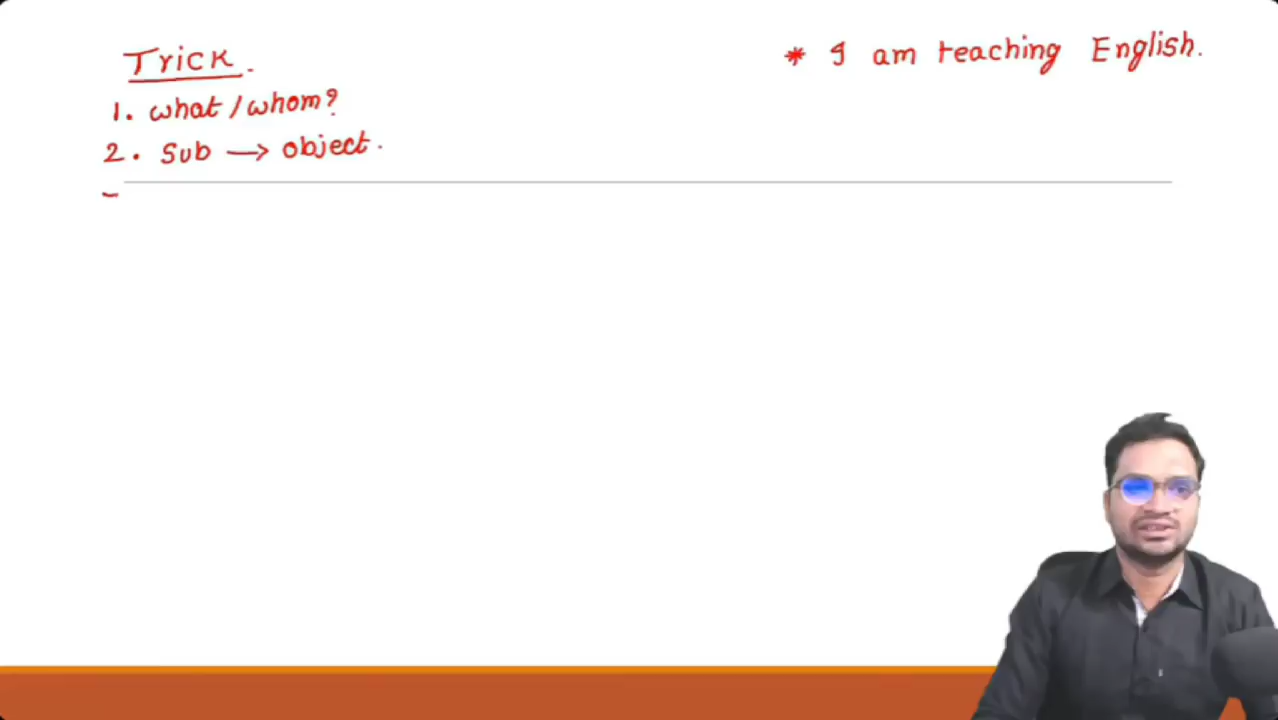 Trick.
1. what / whom?
2. Sub → object.
* I am teaching English.